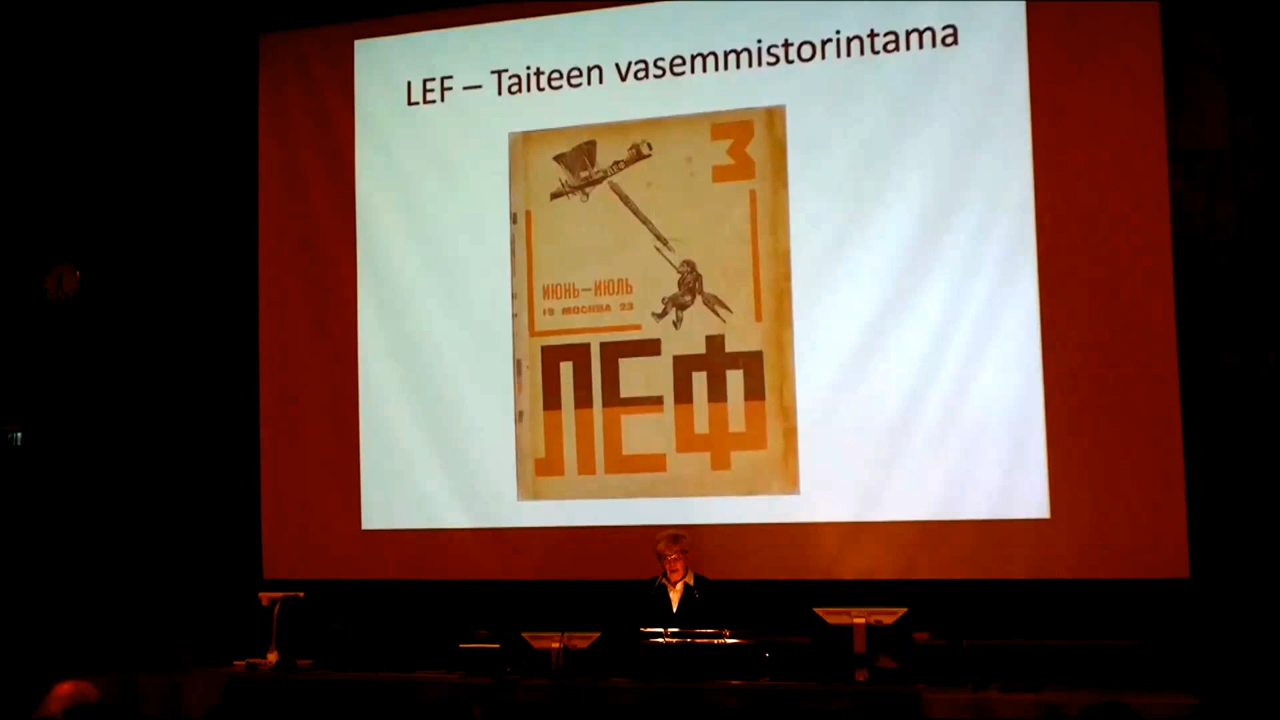 LEF – Taiteen vasemmistorintama
3
ИЮНЬ–ИЮЛЬ
19 МОСКВА 23
ЛЕФ